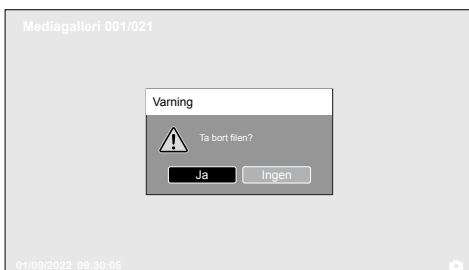 Mediagalleri 001/021
Varning
Ta bort filen?
Ja
Ingen
01/09/2022 09:30:05